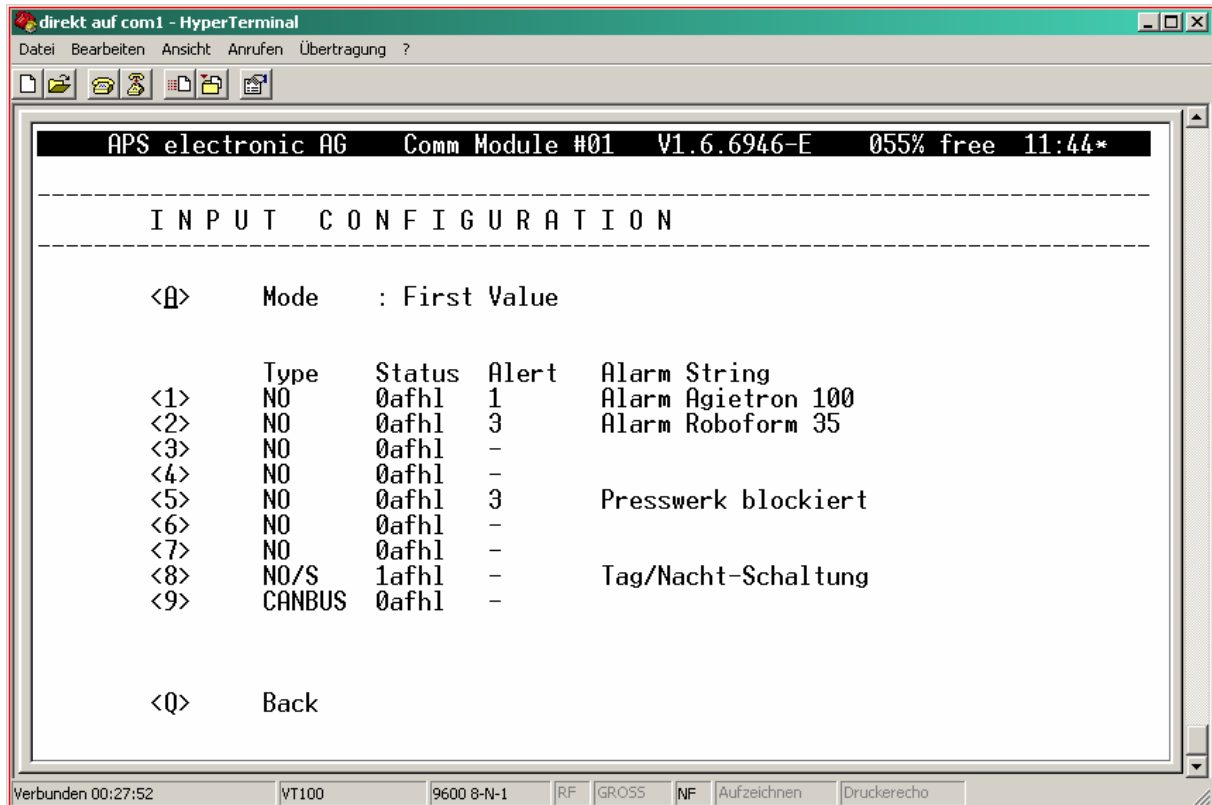 direkt auf com1 - HyperTerminal
Datei Bearbeiten Ansicht Anrufen Übertragung ?
APS electronic AG Comm Module #01 V1.6.6946-E 055% free 11:44*
INPUT CONFIGURATION
<A> Mode : First Value
Type Status Alert Alarm String
<1> NO 0afhl 1 Alarm Agietron 100
<2> NO 0afhl 3 Alarm Roboform 35
<3> NO 0afhl -
<4> NO 0afhl -
<5> NO 0afhl 3 Presswerk blockiert
<6> NO 0afhl -
<7> NO 0afhl -
<8> NO/S 1afhl - Tag/Nacht-Schaltung
<9> CANBUS 0afhl -
<Q> Back
Verbunden 00:27:52 VT100 9600 8-N-1 RF GROSS NF Aufzeichnen Druckerecho